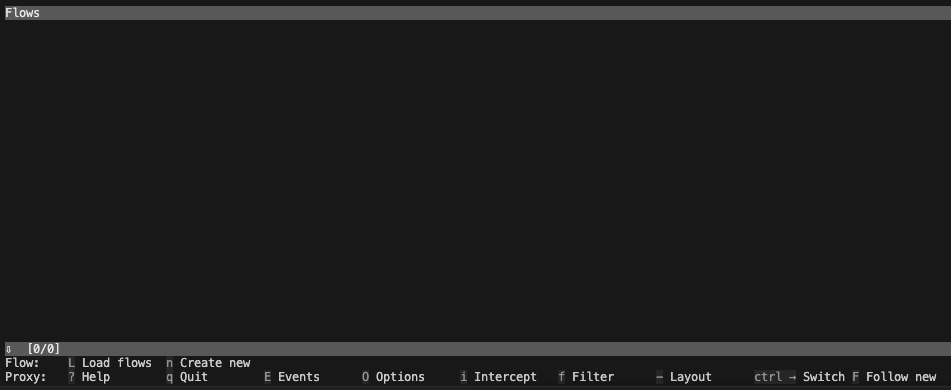 Flows
⇩ [0/0]
Flow: L Load flows n Create new
Proxy: ? Help q Quit E Events O Options i Intercept f Filter - Layout ctrl → Switch F Follow new